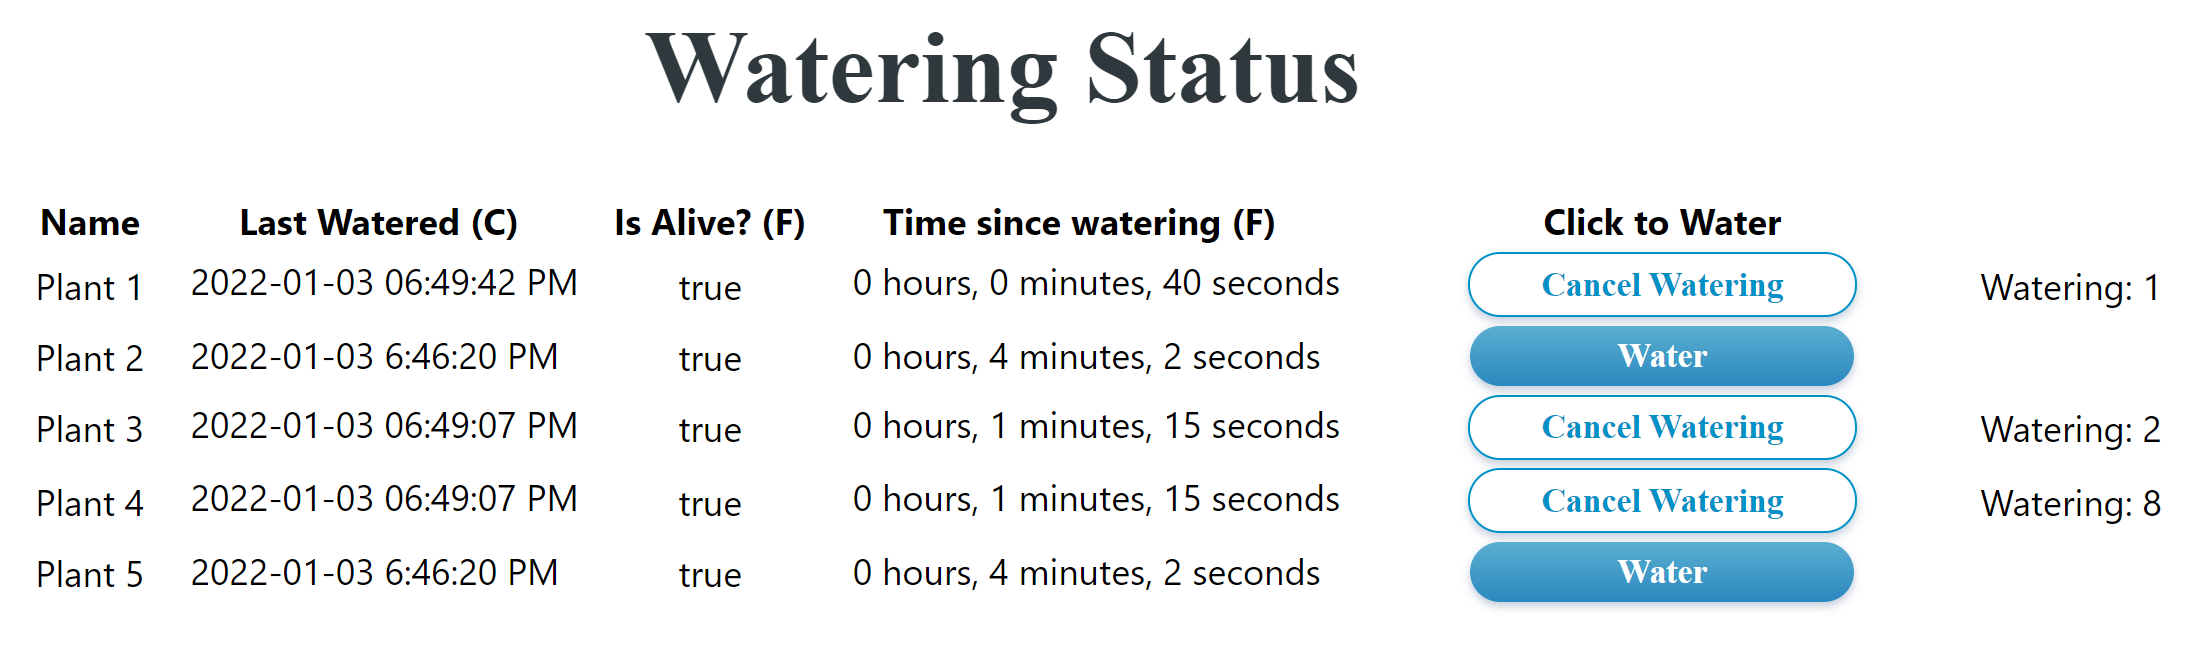 Watering Status
Name Last Watered (C) Is Alive? (F) Time since watering (F) Click to Water
Plant 1 2022-01-03 06:49:42 PM true 0 hours, 0 minutes, 40 seconds Cancel Watering Watering: 1
Plant 2 2022-01-03 6:46:20 PM true 0 hours, 4 minutes, 2 seconds Water
Plant 3 2022-01-03 06:49:07 PM true 0 hours, 1 minutes, 15 seconds Cancel Watering Watering: 2
Plant 4 2022-01-03 06:49:07 PM true 0 hours, 1 minutes, 15 seconds Cancel Watering Watering: 8
Plant 5 2022-01-03 6:46:20 PM true 0 hours, 4 minutes, 2 seconds Water